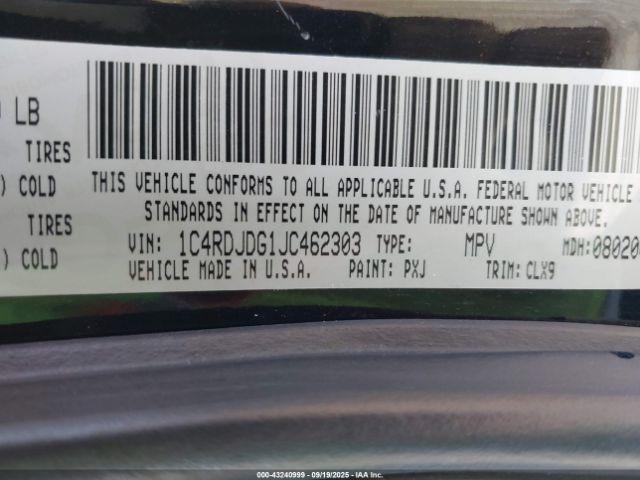 LB
TIRES
) COLD
TIRES
) COLD
THIS VEHICLE CONFORMS TO ALL APPLICABLE U.S.A. FEDERAL MOTOR VEHICLE
STANDARDS IN EFFECT ON THE DATE OF MANUFACTURE SHOWN ABOVE.
VIN: 1C4RDJDG1JC462303 TYPE: MPV MDH:08020
VEHICLE MADE IN U.S.A. PAINT: PXJ TRIM: CLX9
000-43240999 - 09/19/2025 - IAA Inc.